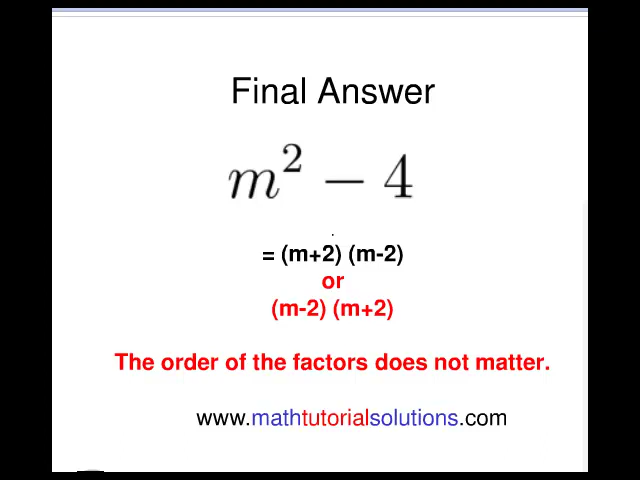 Final Answer
m² − 4
= (m+2) (m-2)
or
(m-2) (m+2)
The order of the factors does not matter.
www.mathtutorialsolutions.com